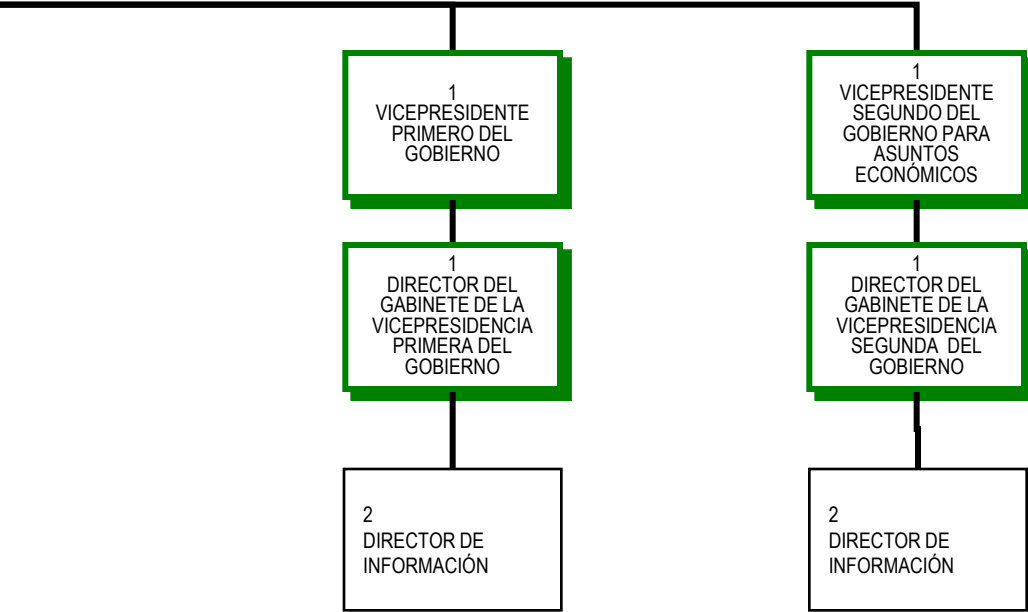 1
VICEPRESIDENTE
PRIMERO DEL
GOBIERNO
1
VICEPRESIDENTE
SEGUNDO DEL
GOBIERNO PARA
ASUNTOS
ECONÓMICOS
1
DIRECTOR DEL
GABINETE DE LA
VICEPRESIDENCIA
PRIMERA DEL
GOBIERNO
1
DIRECTOR DEL
GABINETE DE LA
VICEPRESIDENCIA
SEGUNDA DEL
GOBIERNO
2
DIRECTOR DE
INFORMACIÓN
2
DIRECTOR DE
INFORMACIÓN